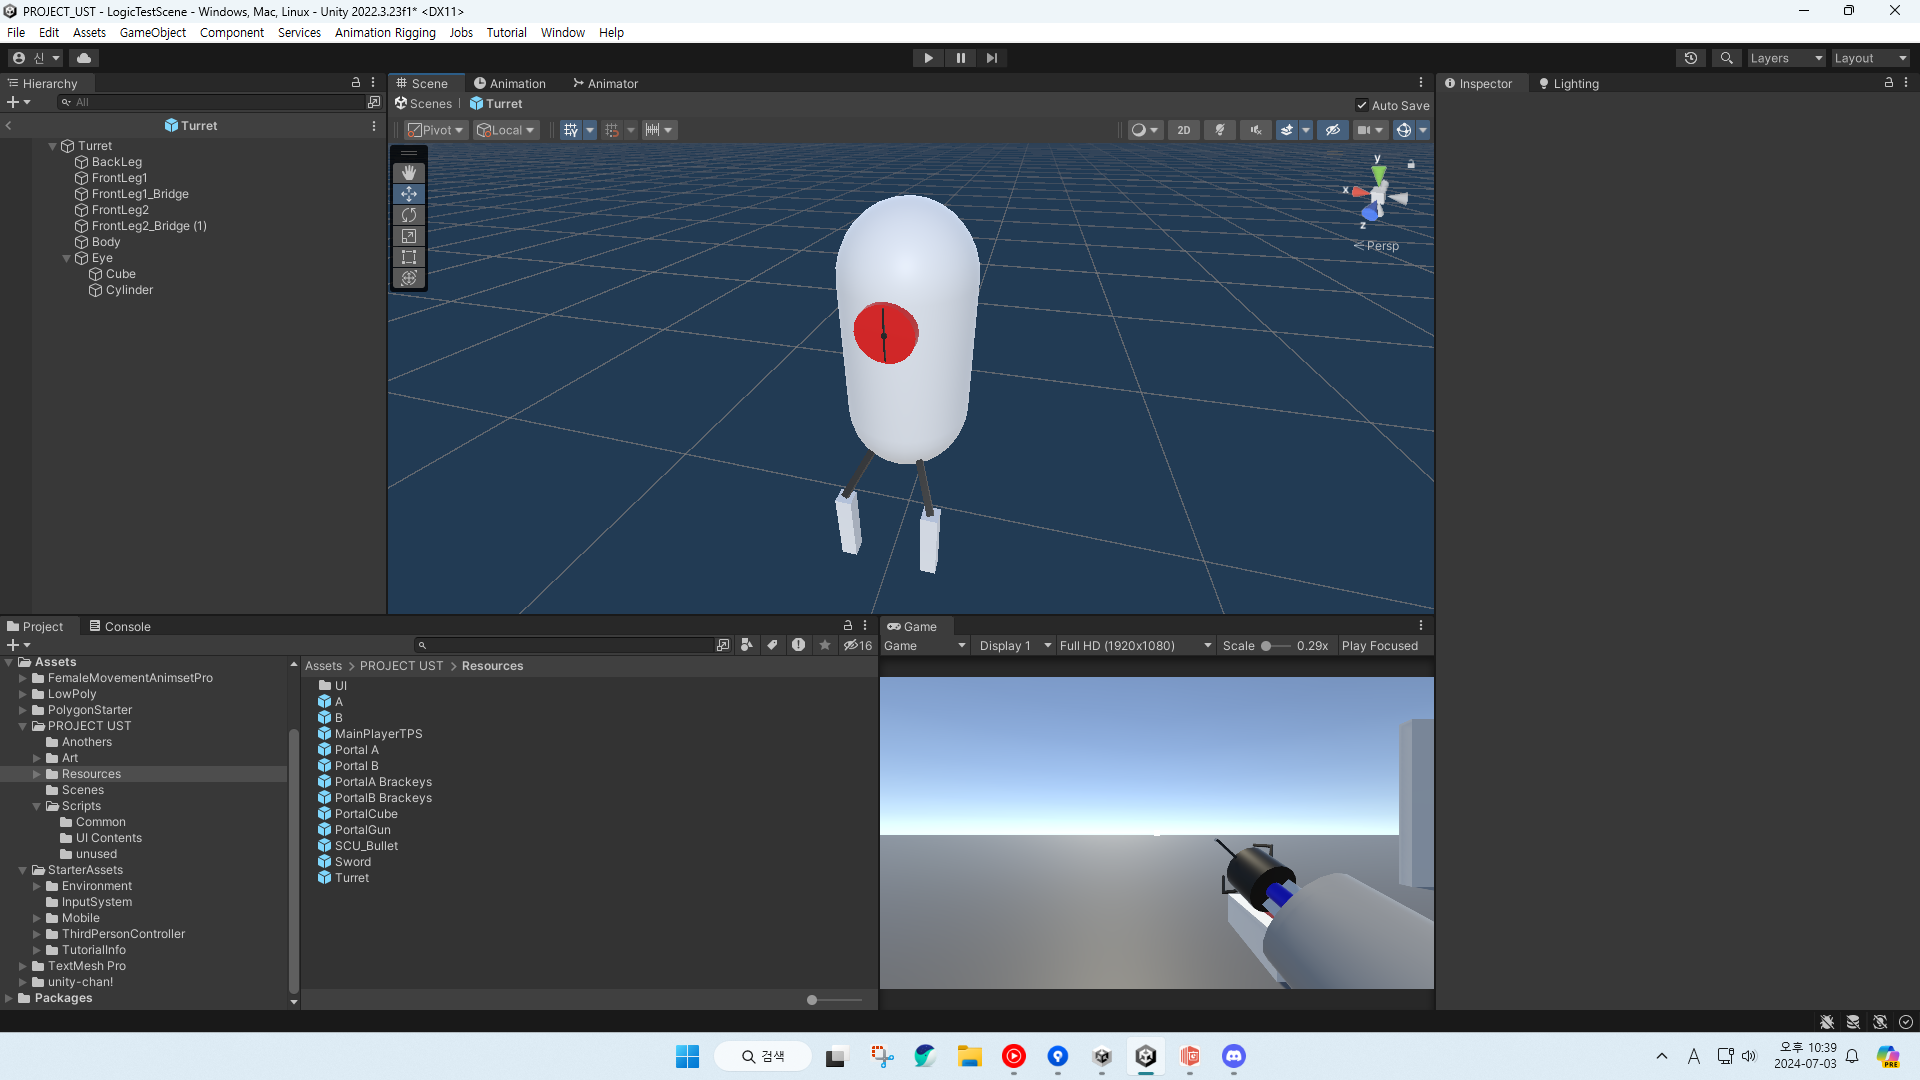 PROJECT_UST - LogicTestScene - Windows, Mac, Linux - Unity 2022.3.23f1* <DX11>
File Edit Assets GameObject Component Services Animation Rigging Jobs Tutorial Window Help
신 Layers Layout
Hierarchy Scene Animation Animator Inspector Lighting
All Scenes Turret Auto Save
Turret Pivot Local 2D
Turret
BackLeg
FrontLeg1
FrontLeg1_Bridge
FrontLeg2
FrontLeg2_Bridge (1)
Body
Eye
Cube
Cylinder
y
x
z
Persp
Project Console Game
16 Game Display 1 Full HD (1920x1080) Scale 0.29x Play Focused
Assets
FemaleMovementAnimsetPro
LowPoly
PolygonStarter
PROJECT UST
Anothers
Art
Resources
Scenes
Scripts
Common
UI Contents
unused
StarterAssets
Environment
InputSystem
Mobile
ThirdPersonController
TutorialInfo
TextMesh Pro
unity-chan!
Packages
Assets > PROJECT UST > Resources
UI
A
B
MainPlayerTPS
Portal A
Portal B
PortalA Brackeys
PortalB Brackeys
PortalCube
PortalGun
SCU_Bullet
Sword
Turret
검색
A
오후 10:39
2024-07-03
PRE